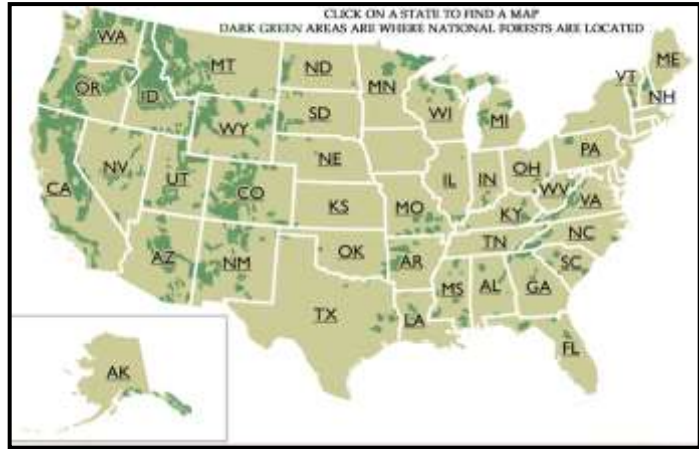 CLICK ON A STATE TO FIND A MAP
DARK GREEN AREAS ARE WHERE NATIONAL FORESTS ARE LOCATED
WA
MT
ND
MN
ME
VT
NH
OR
ID
SD
WI
MI
WY
NE
PA
NV
UT
CO
IL
IN
OH
WV
VA
CA
KS
MO
KY
NC
AZ
NM
OK
AR
TN
SC
TX
LA
MS
AL
GA
FL
AK